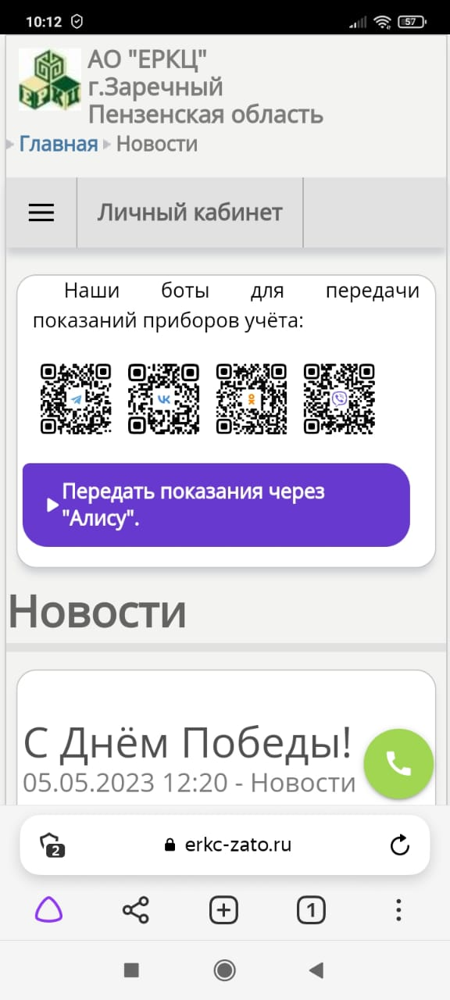 10:12
57
ЕРКЦ
АО "ЕРКЦ"
г.Заречный
Пензенская область
Главная
Новости
Личный кабинет
Наши боты для передачи
показаний приборов учёта:
Передать показания через
"Алису".
Новости
С Днём Победы!
05.05.2023 12:20 - Новости
2
erkc-zato.ru
1